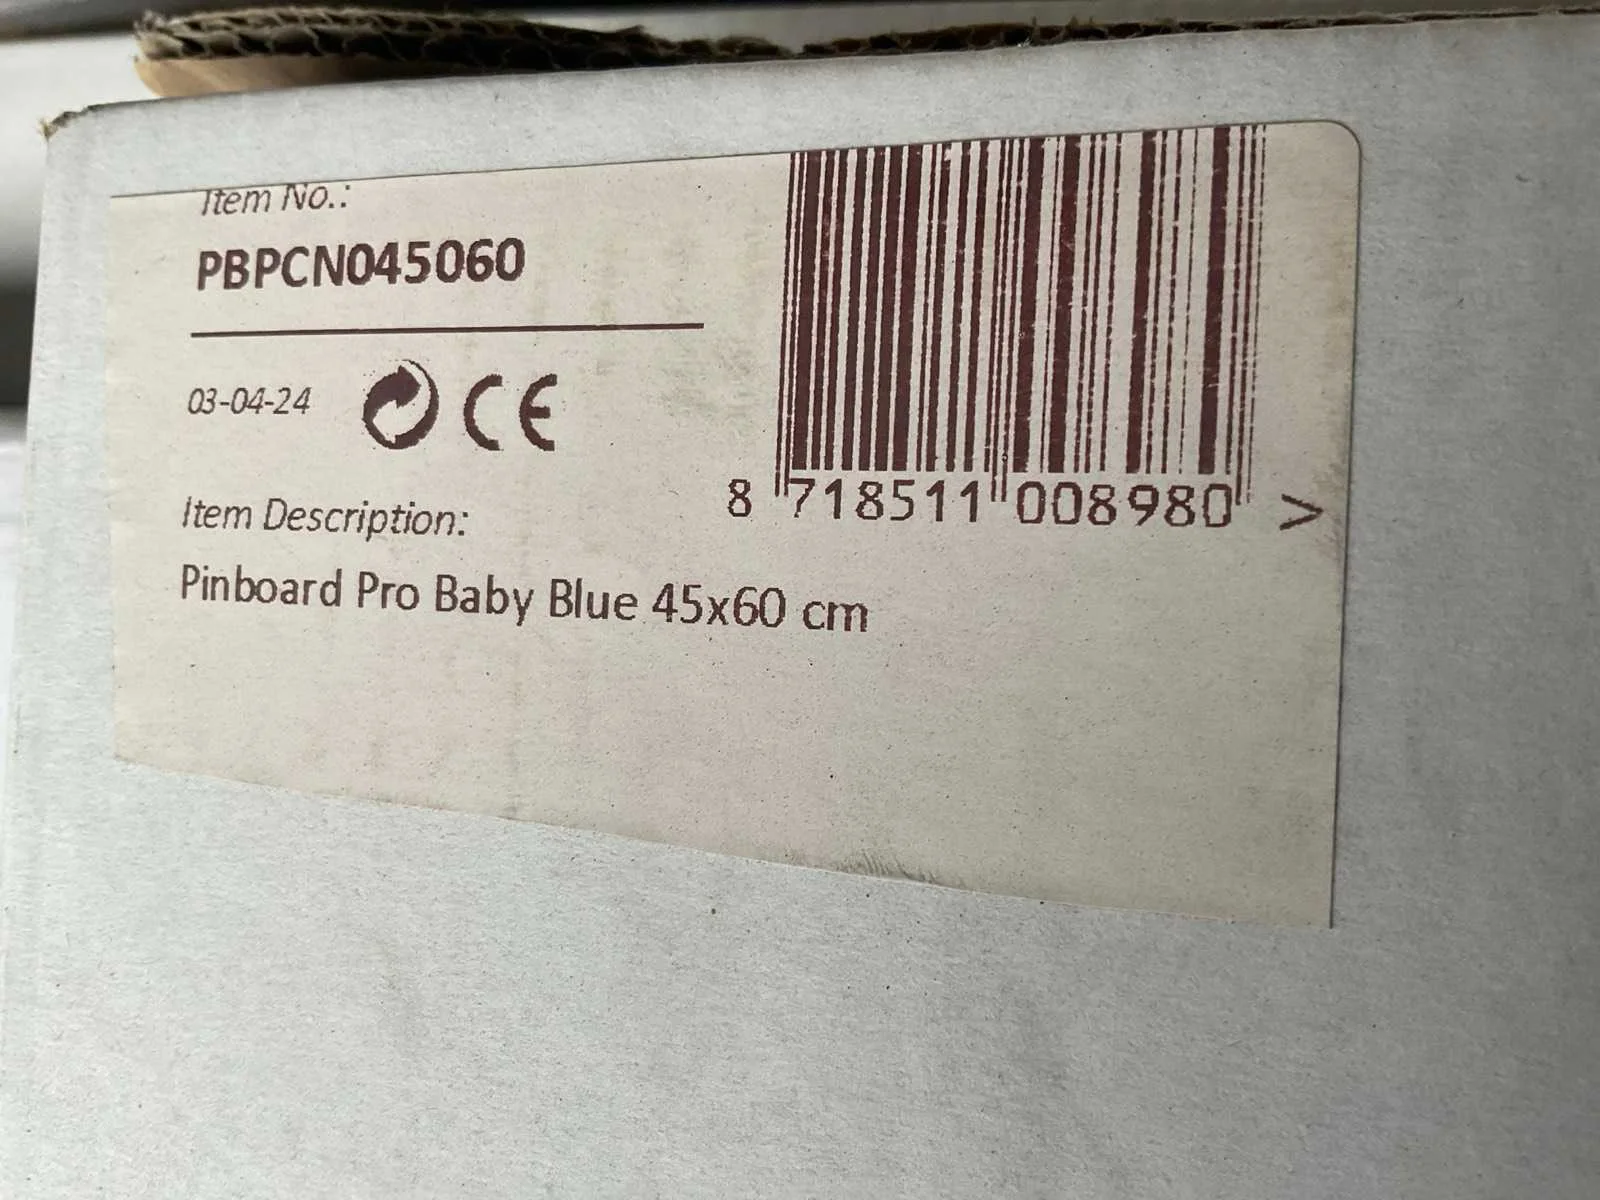 Item No.:
PBPCN045060
03-04-24 CE
Item Description:
Pinboard Pro Baby Blue 45x60 cm
8 718511 008980 >